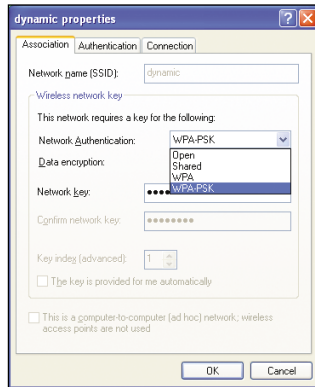 dynamic properties
Association Authentication Connection
Network name (SSID): dynamic
Wireless network key
This network requires a key for the following:
Network Authentication: WPA-PSK
Open
Data encryption: Shared
WPA
WPA-PSK
Network key: ••••
Confirm network key: ••••••••
Key index (advanced): 1
The key is provided for me automatically
This is a computer-to-computer (ad hoc) network; wireless
access points are not used
OK Cancel